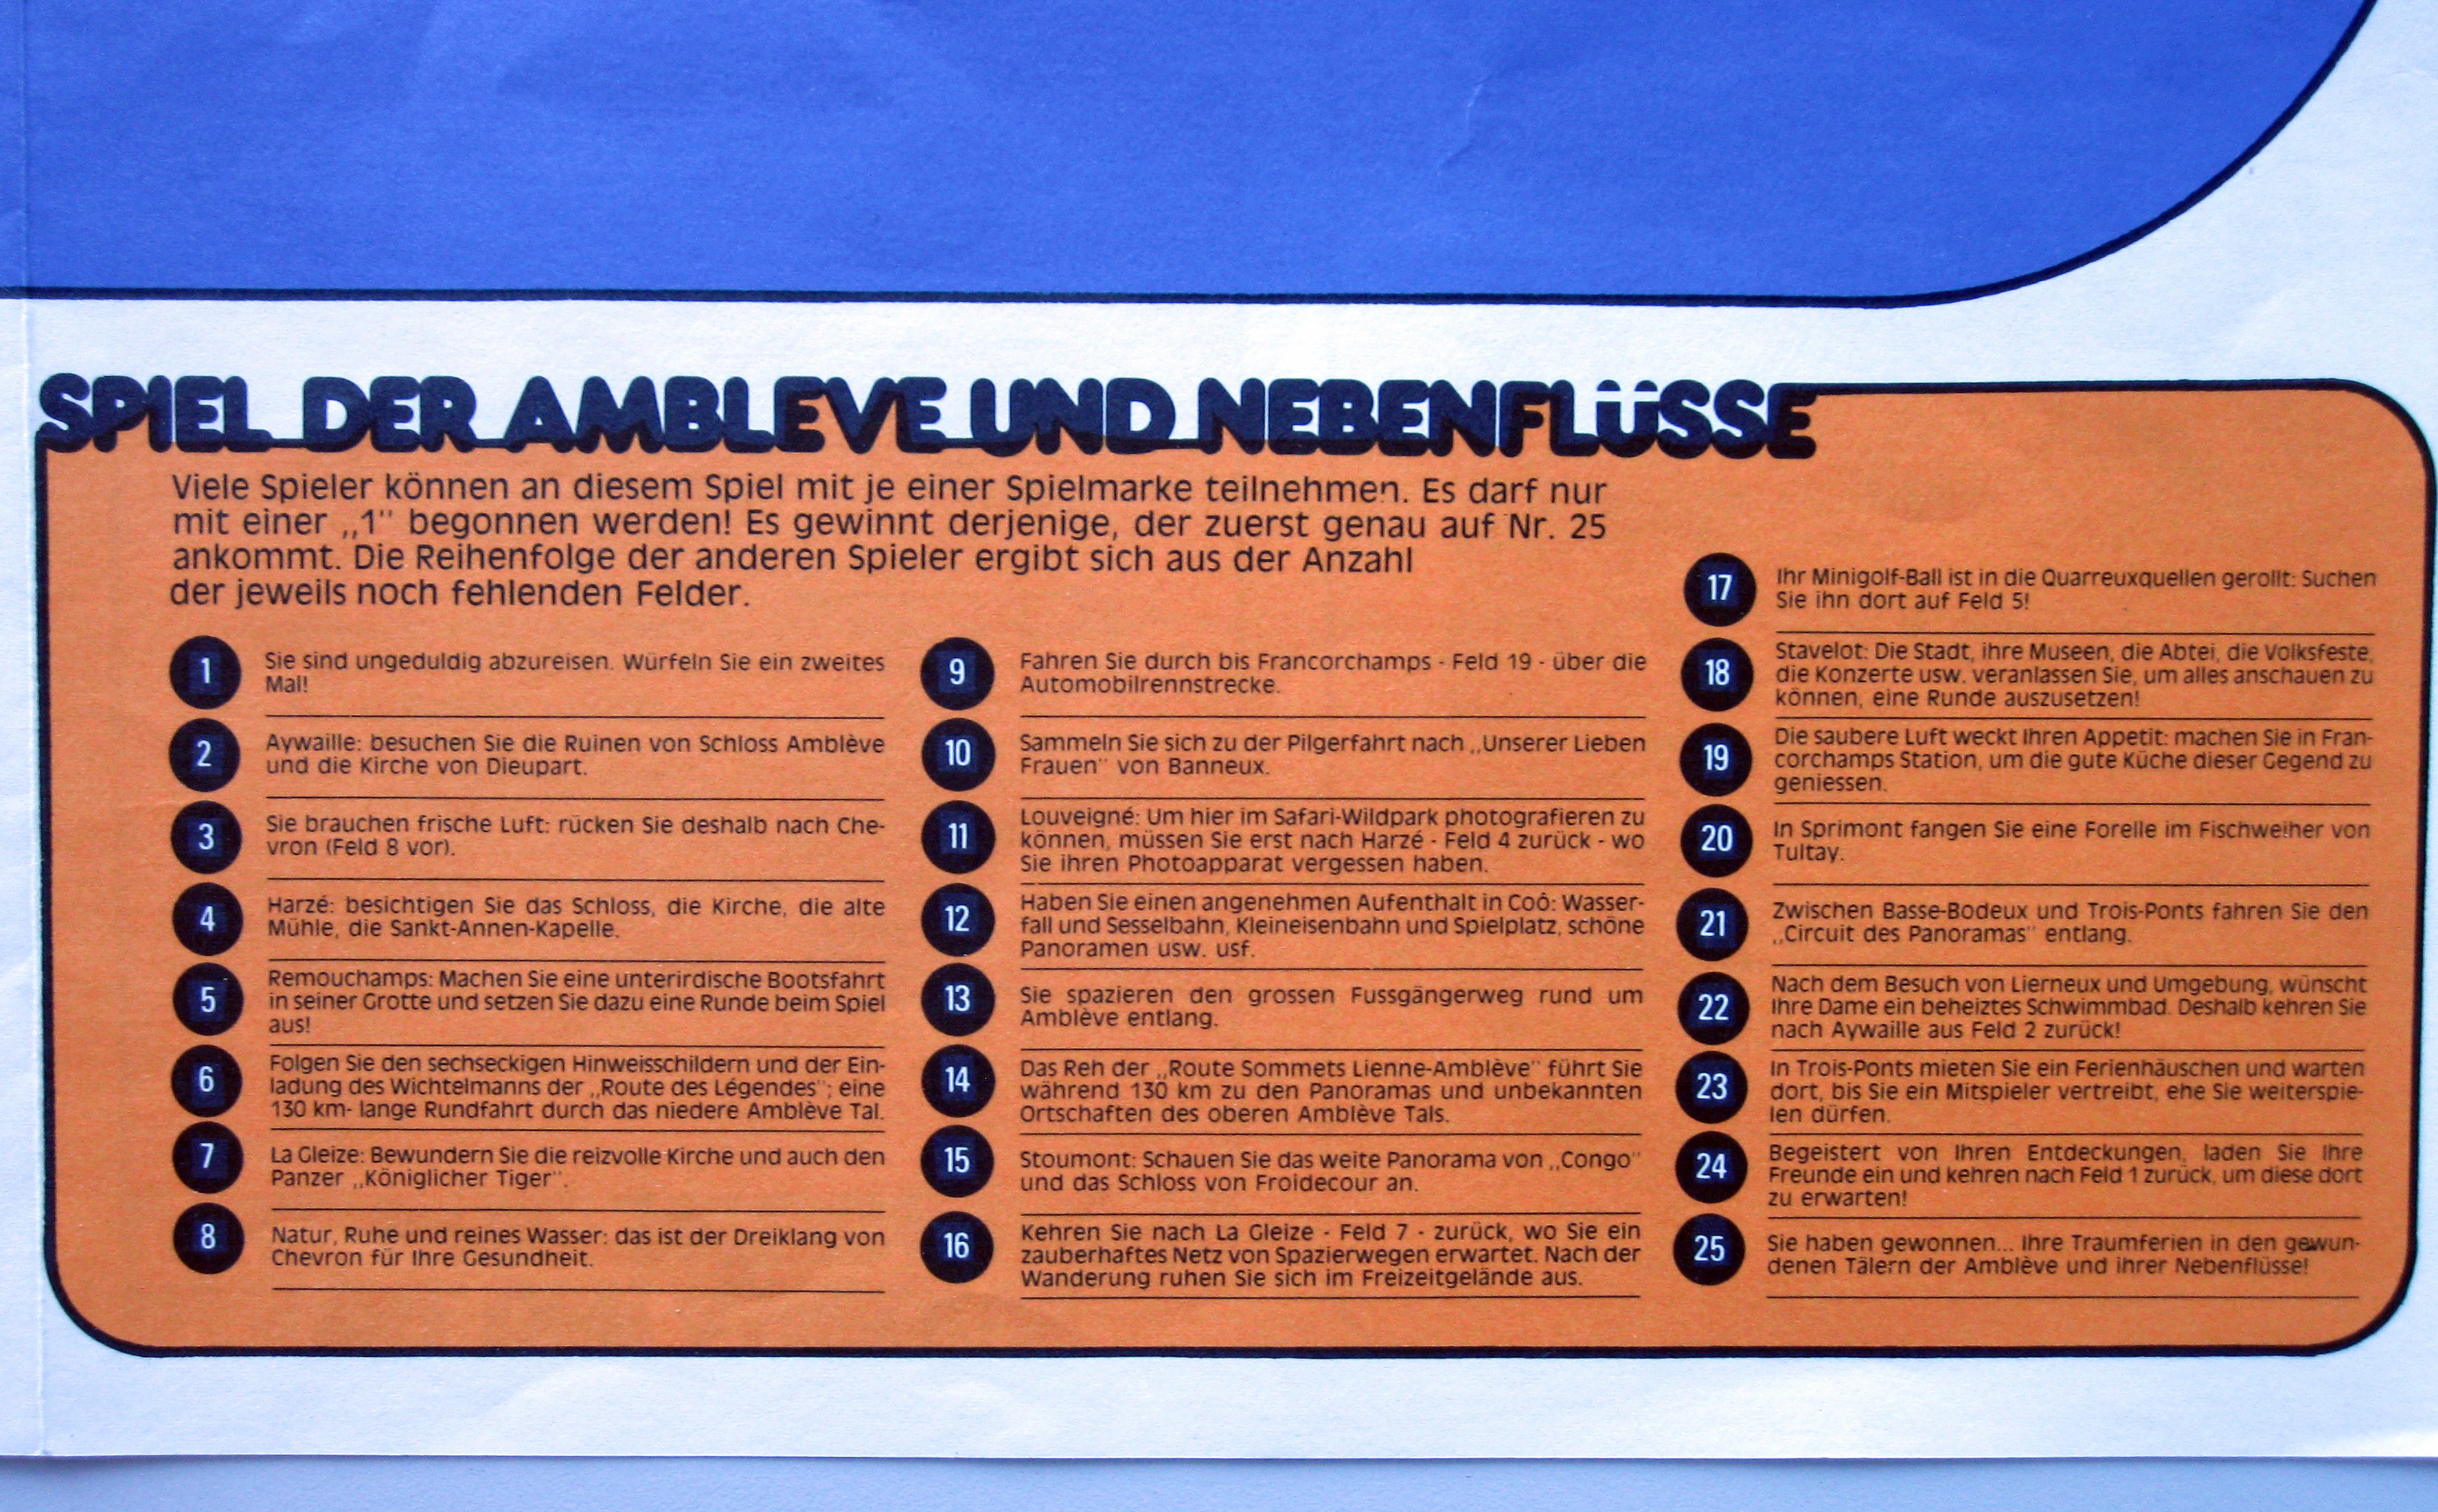 SPIEL DER AMBLEVE UND NEBENFLÜSSE
Viele Spieler können an diesem Spiel mit je einer Spielmarke teilnehmen. Es darf nur
mit einer „1" begonnen werden! Es gewinnt derjenige, der zuerst genau auf Nr. 25
ankommt. Die Reihenfolge der anderen Spieler ergibt sich aus der Anzahl
der jeweils noch fehlenden Felder.
1
Sie sind ungeduldig abzureisen. Würfeln Sie ein zweites
Mal!
2
Aywaille: besuchen Sie die Ruinen von Schloss Amblève
und die Kirche von Dieupart.
3
Sie brauchen frische Luft: rücken Sie deshalb nach Che-
vron (Feld 8 vor).
4
Harzé: besichtigen Sie das Schloss, die Kirche, die alte
Mühle, die Sankt-Annen-Kapelle.
5
Remouchamps: Machen Sie eine unterirdische Bootsfahrt
in seiner Grotte und setzen Sie dazu eine Runde beim Spiel
aus!
6
Folgen Sie den sechseckigen Hinweisschildern und der Ein-
ladung des Wichtelmanns der „Route des Légendes"; eine
130 km- lange Rundfahrt durch das niedere Amblève Tal.
7
La Gleize: Bewundern Sie die reizvolle Kirche und auch den
Panzer „Königlicher Tiger".
8
Natur, Ruhe und reines Wasser: das ist der Dreiklang von
Chevron für Ihre Gesundheit.
9
Fahren Sie durch bis Francorchamps - Feld 19 - über die
Automobilrennstrecke.
10
Sammeln Sie sich zu der Pilgerfahrt nach „Unserer Lieben
Frauen" von Banneux.
11
Louveigné: Um hier im Safari-Wildpark photografieren zu
können, müssen Sie erst nach Harzé - Feld 4 zurück - wo
Sie ihren Photoapparat vergessen haben.
12
Haben Sie einen angenehmen Aufenthalt in Coô: Wasser-
fall und Sesselbahn, Kleineisenbahn und Spielplatz, schöne
Panoramen usw. usf.
13
Sie spazieren den grossen Fussgängerweg rund um
Amblève entlang.
14
Das Reh der „Route Sommets Lienne-Amblève" führt Sie
während 130 km zu den Panoramas und unbekannten
Ortschaften des oberen Amblève Tals.
15
Stoumont: Schauen Sie das weite Panorama von „Congo"
und das Schloss von Froidecour an.
16
Kehren Sie nach La Gleize - Feld 7 - zurück, wo Sie ein
zauberhaftes Netz von Spazierwegen erwartet. Nach der
Wanderung ruhen Sie sich im Freizeitgelände aus.
17
Ihr Minigolf-Ball ist in die Quarreuxquellen gerollt: Suchen
Sie ihn dort auf Feld 5!
18
Stavelot: Die Stadt, ihre Museen, die Abtei, die Volksfeste,
die Konzerte usw. veranlassen Sie, um alles anschauen zu
können, eine Runde auszusetzen!
19
Die saubere Luft weckt Ihren Appetit: machen Sie in Fran-
corchamps Station, um die gute Küche dieser Gegend zu
geniessen.
20
In Sprimont fangen Sie eine Forelle im Fischweiher von
Tultay.
21
Zwischen Basse-Bodeux und Trois-Ponts fahren Sie den
„Circuit des Panoramas" entlang.
22
Nach dem Besuch von Lierneux und Umgebung, wünscht
Ihre Dame ein beheiztes Schwimmbad. Deshalb kehren Sie
nach Aywaille aus Feld 2 zurück!
23
In Trois-Ponts mieten Sie ein Ferienhäuschen und warten
dort, bis Sie ein Mitspieler vertreibt, ehe Sie weiterspie-
len dürfen.
24
Begeistert von Ihren Entdeckungen, laden Sie Ihre
Freunde ein und kehren nach Feld 1 zurück, um diese dort
zu erwarten!
25
Sie haben gewonnen... Ihre Traumferien in den gewun-
denen Tälern der Amblève und ihrer Nebenflüsse!